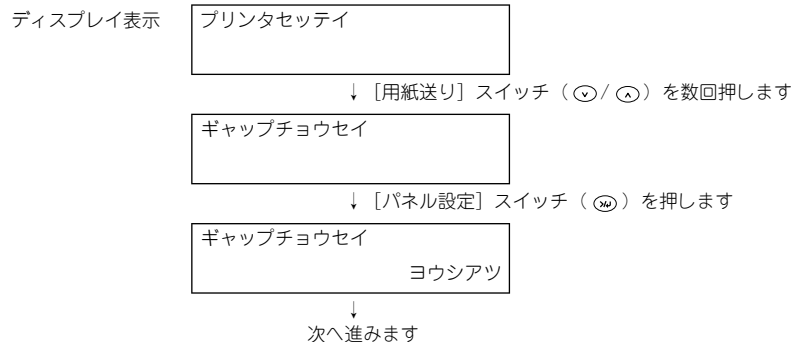 ディスプレイ表示 プリンタセッテイ
↓ [用紙送り] スイッチ ( / ) を数回押します
ギャップチョウセイ
↓ [パネル設定] スイッチ ( ) を押します
ギャップチョウセイ
ヨウシアツ
↓
次へ進みます